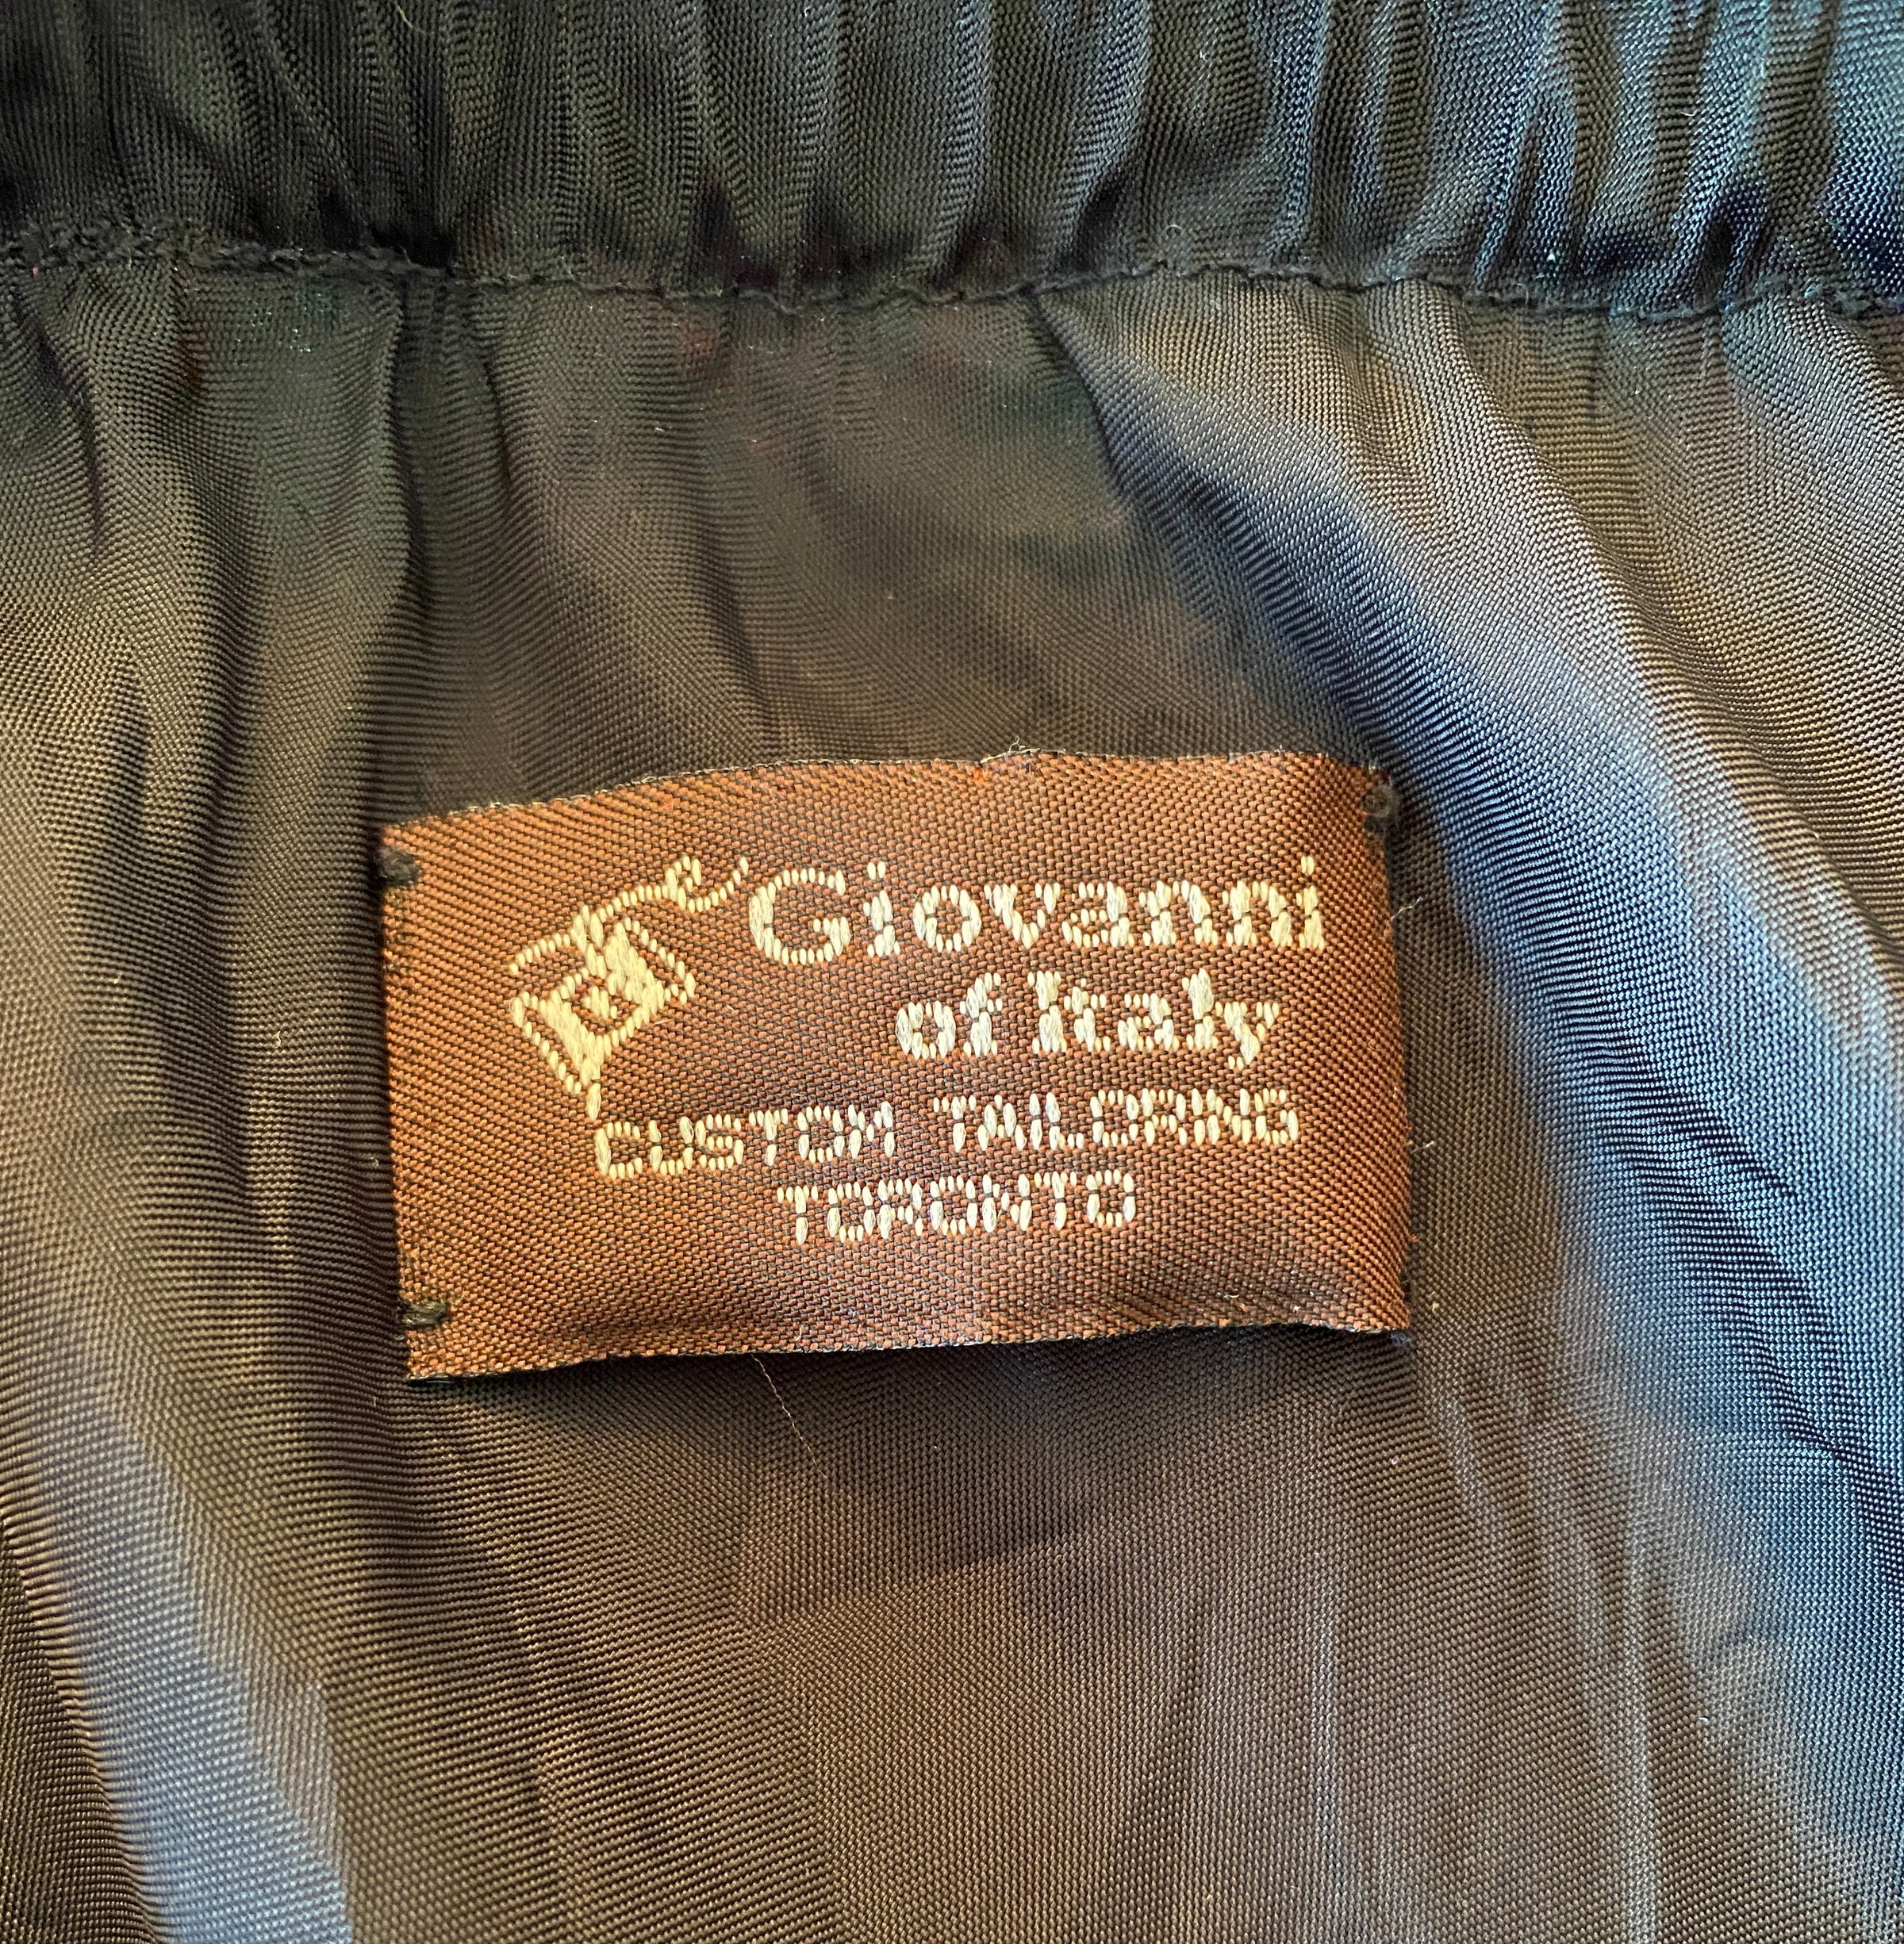 Giovanni
of Italy
CUSTOM TAILORING
TORONTO